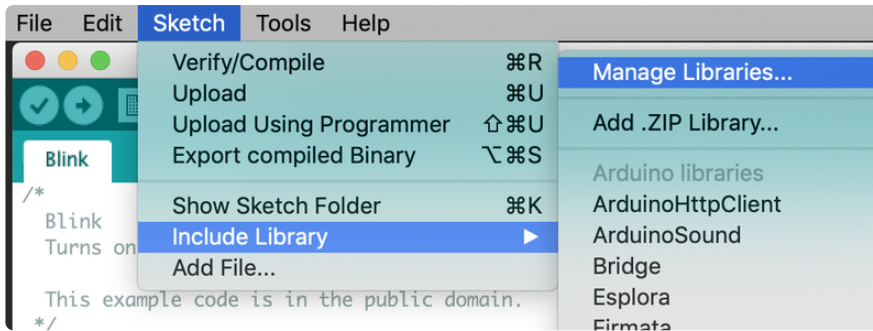 File Edit Sketch Tools Help
Verify/Compile ⌘R
Upload ⌘U
Upload Using Programmer ⇧⌘U
Export compiled Binary ⌥⌘S
Show Sketch Folder ⌘K
Include Library ▶
Add File...
Manage Libraries...
Add .ZIP Library...
Arduino libraries
ArduinoHttpClient
ArduinoSound
Bridge
Esplora
Firmata
Blink
/*
Blink
Turns on
This example code is in the public domain.
*/